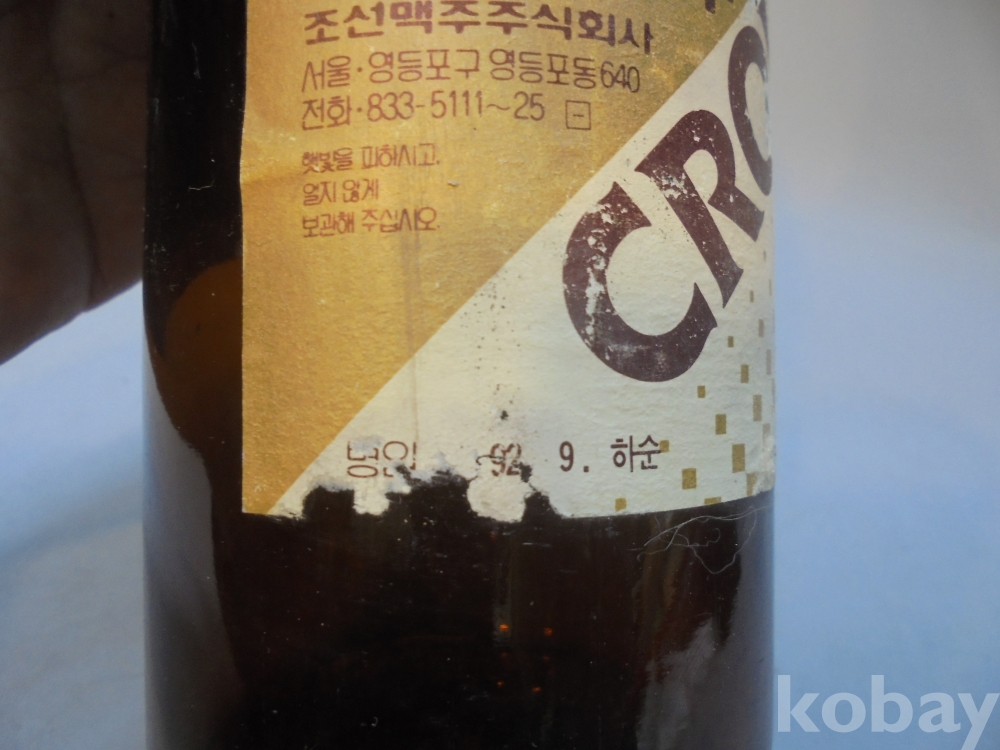 조선맥주주식회사
서울·영등포구 영등포동640
전화·833-5111~25
햇빛을 피하시고,
얼지 않게
보관해 주십시오.
CRO
9. 하순
kobay